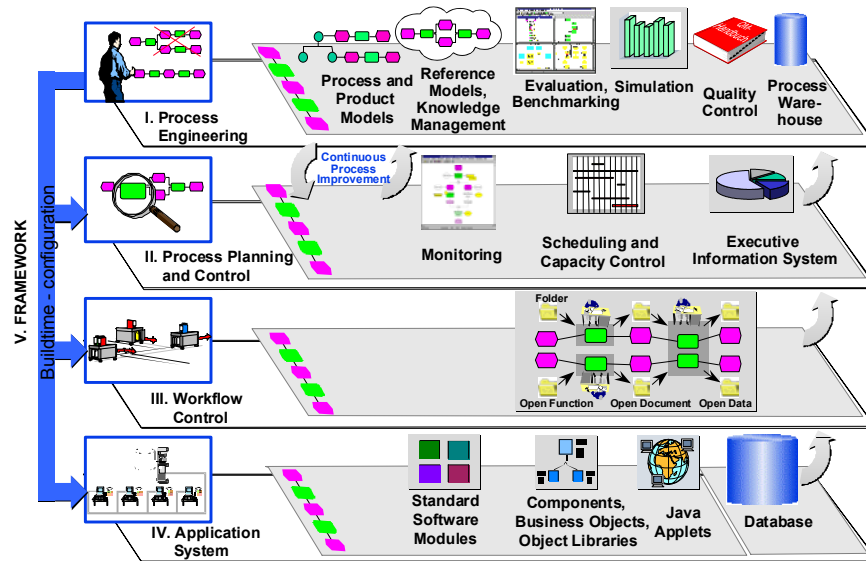 QM-
Handbuch
Process and
Product
Models
Reference
Models,
Knowledge
Management
Evaluation,
Benchmarking
Simulation
Quality
Control
Process
Ware-
house
I. Process
Engineering
Continuous
Process
Improvement
Monitoring
Scheduling and
Capacity Control
Executive
Information System
II. Process Planning
and Control
V. FRAMEWORK
Buildtime - configuration
Folder
Open Function
Open Document
Open Data
III. Workflow
Control
Standard
Software
Modules
Components,
Business Objects,
Object Libraries
Java
Applets
Database
IV. Application
System